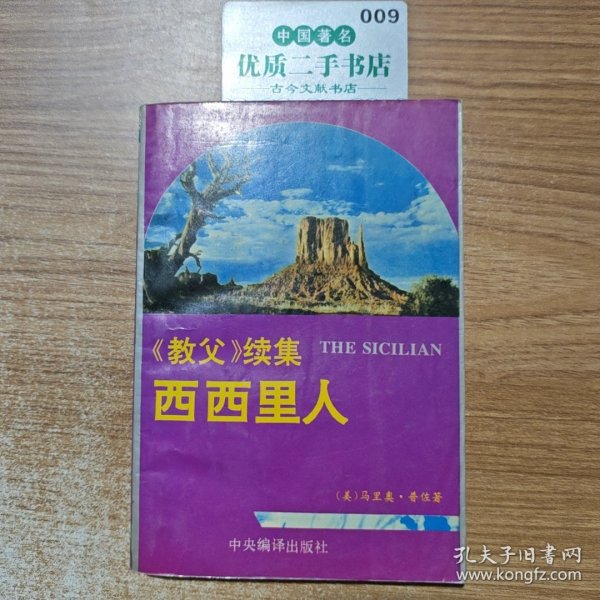 009
中国著名
优质二手书店
古今文献书店
《教父》续集 THE SICILIAN
西西里人
(美)马里奥·普佐著
中央编译出版社
孔夫子旧书网
www.kongfz.com